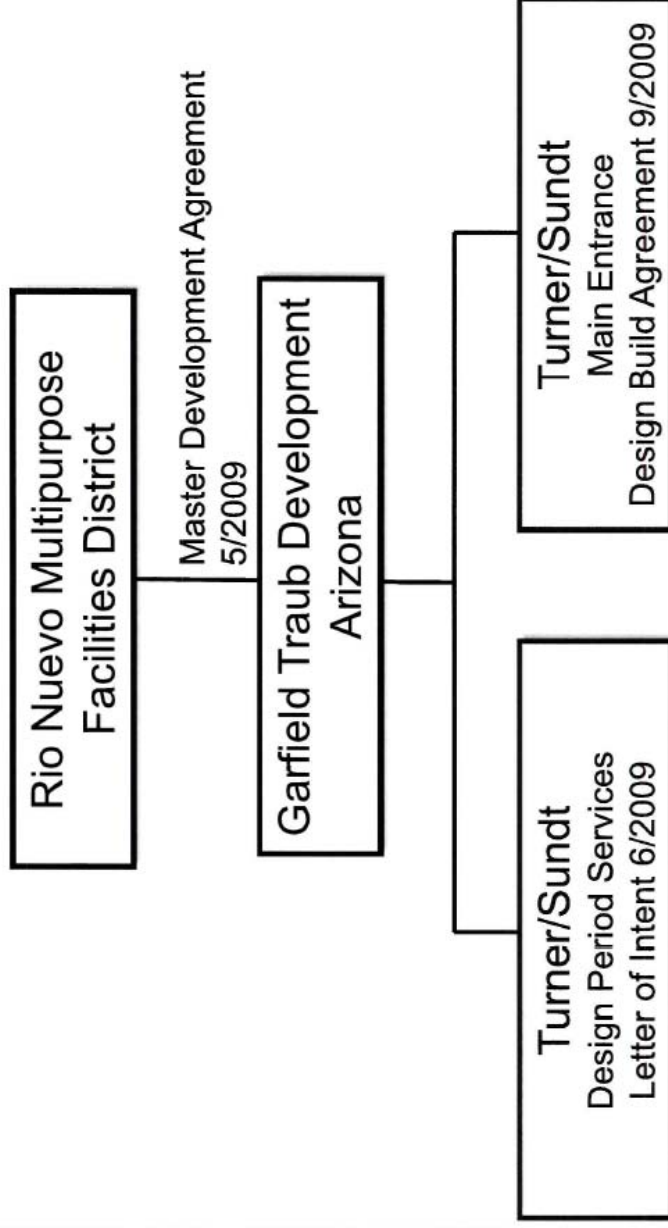 Rio Nuevo Multipurpose
Facilities District
Master Development Agreement
5/2009
Garfield Traub Development
Arizona
Turner/Sundt
Design Period Services
Letter of Intent 6/2009
Turner/Sundt
Main Entrance
Design Build Agreement 9/2009